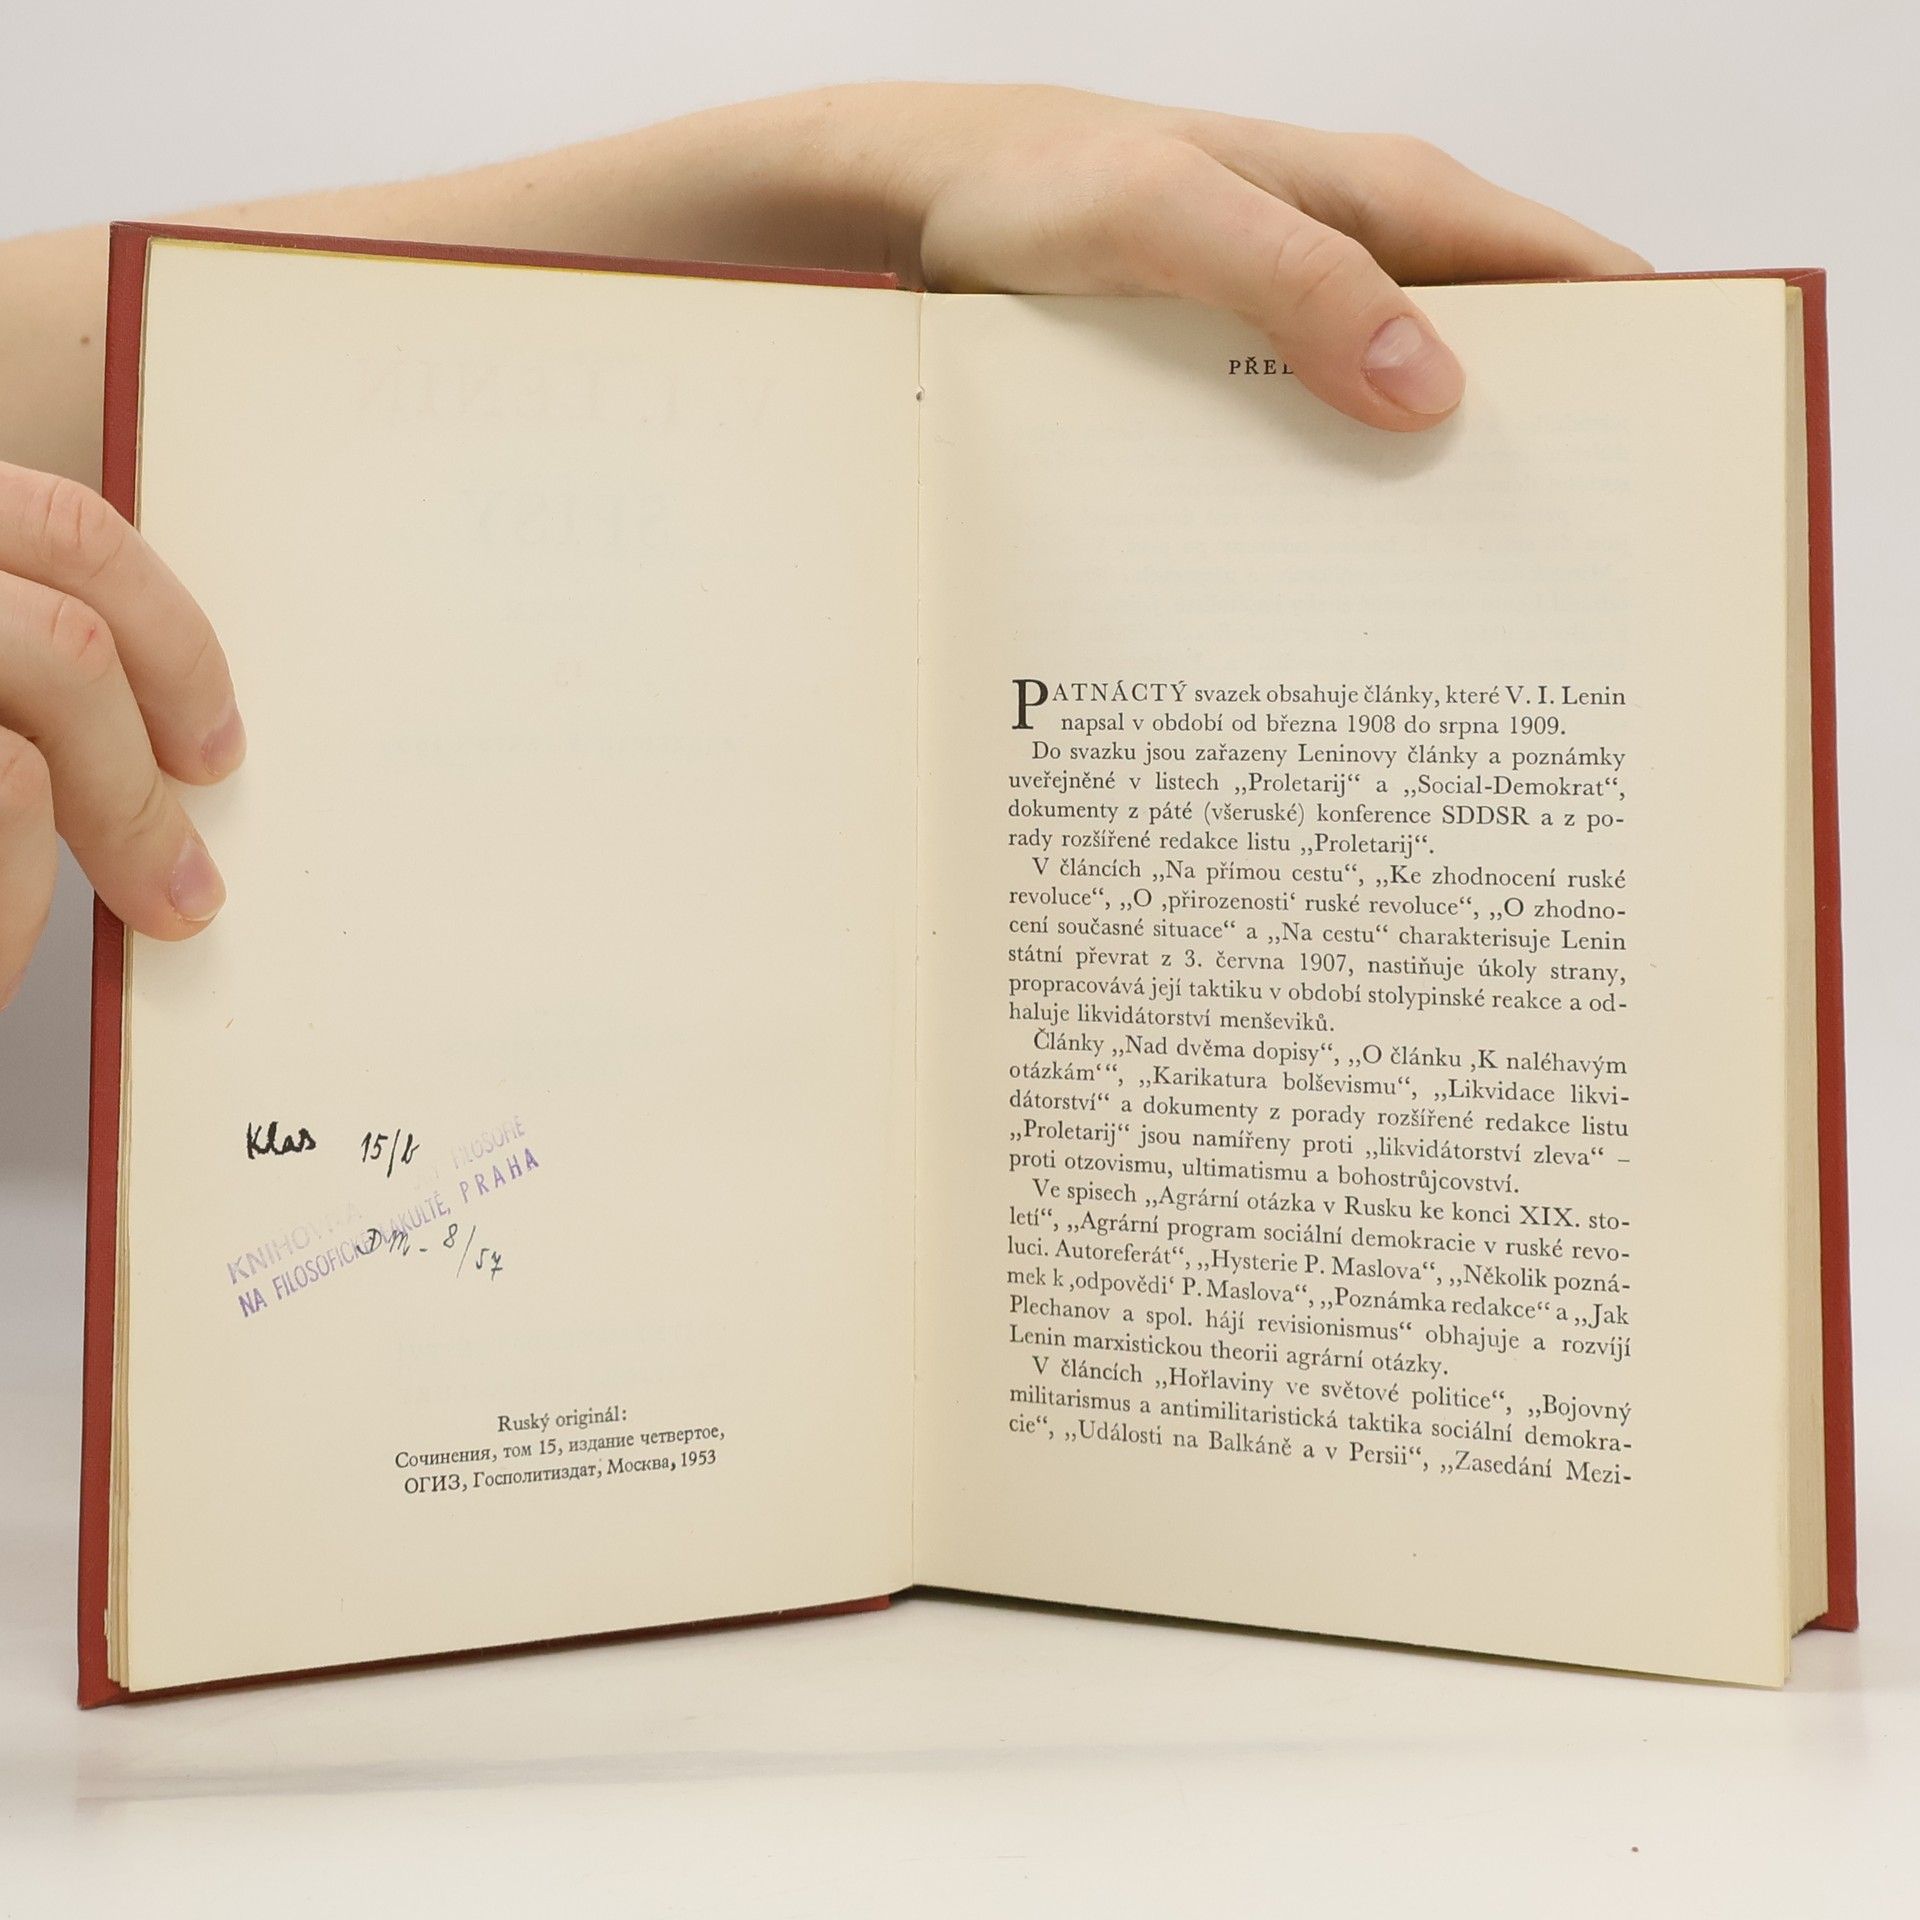 Klas 15/b
FILOSOFIE
KNIHOVNA
NA FILOSOFICKÉ FAKULTĚ, PRAHA
8/57
Ruský originál:
Сочинения, том 15, издание четвертое,
ОГИЗ, Госполитиздат, Москва, 1953
PATNÁCTÝ svazek obsahuje články, které V. I. Lenin
napsal v období od března 1908 do srpna 1909.
Do svazku jsou zařazeny Leninovy články a poznámky
uveřejněné v listech „Proletarij“ a „Social-Demokrat“,
dokumenty z páté (všeruské) konference SDDSR a z po-
rady rozšířené redakce listu „Proletarij“.
V článcích „Na přímou cestu“, „Ke zhodnocení ruské
revoluce“, „O ‚přirozenosti‘ ruské revoluce“, „O zhodno-
cení současné situace“ a „Na cestu“ charakterisuje Lenin
státní převrat z 3. června 1907, nastiňuje úkoly strany,
propracovává její taktiku v období stolypinské reakce a od-
haluje likvidátorství menševiků.
Články „Nad dvěma dopisy“, „O článku ‚K naléhavým
otázkám‘“, „Karikatura bolševismu“, „Likvidace likvi-
dátorství“ a dokumenty z porady rozšířené redakce listu
„Proletarij“ jsou namířeny proti „likvidátorství zleva“ –
proti otzovismu, ultimatismu a bohostrůjcovství.
Ve spisech „Agrární otázka v Rusku ke konci XIX. sto-
letí“, „Agrární program sociální demokracie v ruské revo-
luci. Autoreferát“, „Hysterie P. Maslova“, „Několik pozná-
mek k ‚odpovědi‘ P. Maslova“, „Poznámka redakce“ a „Jak
Plechanov a spol. hájí revisionismus“ obhajuje a rozvíjí
Lenin marxistickou theorii agrární otázky.
V článcích „Hořlaviny ve světové politice“, „Bojovný
militarismus a antimilitaristická taktika sociální demokra-
cie“, „Události na Balkáně a v Persii“, „Zasedání Mezi-